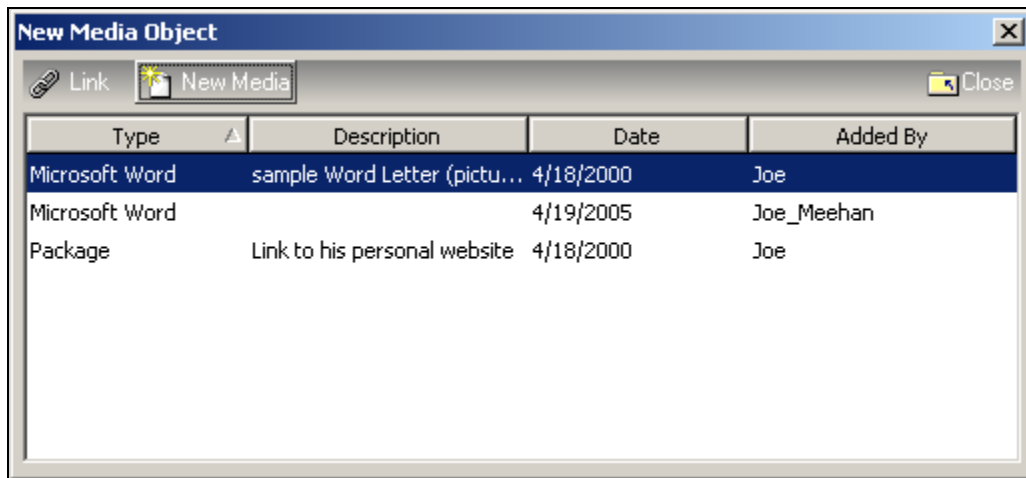 New Media Object
Link New Media Close
Type Description Date Added By
Microsoft Word sample Word Letter (pictu... 4/18/2000 Joe
Microsoft Word 4/19/2005 Joe_Meehan
Package Link to his personal website 4/18/2000 Joe